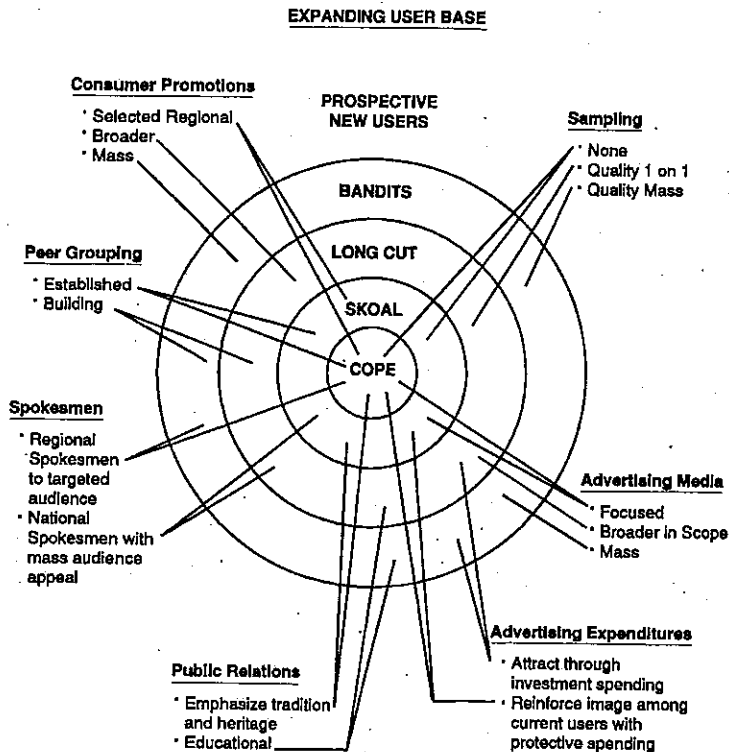 EXPANDING USER BASE
Consumer Promotions
• Selected Regional
• Broader
• Mass
PROSPECTIVE
NEW USERS
Sampling
• None
• Quality 1 on 1
• Quality Mass
BANDITS
LONG CUT
SKOAL
COPE
Peer Grouping
• Established
• Building
Spokesmen
• Regional
Spokesmen
to targeted
audience
• National
Spokesmen with
mass audience
appeal
Advertising Media
• Focused
• Broader in Scope
• Mass
Public Relations
• Emphasize tradition
and heritage
• Educational
Advertising Expenditures
• Attract through
investment spending
• Reinforce image among
current users with
protective spending